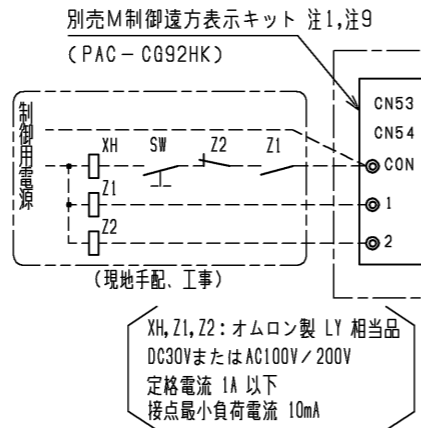 別売M制御遠方表示キット 注1,注9
(PAC-CG92HK)
制御用電源
CN53
CN54
XH SW Z2 Z1
CON
Z1
1
Z2
2
(現地手配、工事)
XH,Z1,Z2:オムロン製 LY 相当品
DC30VまたはAC100V/200V
定格電流 1A 以下
接点最小負荷電流 10mA